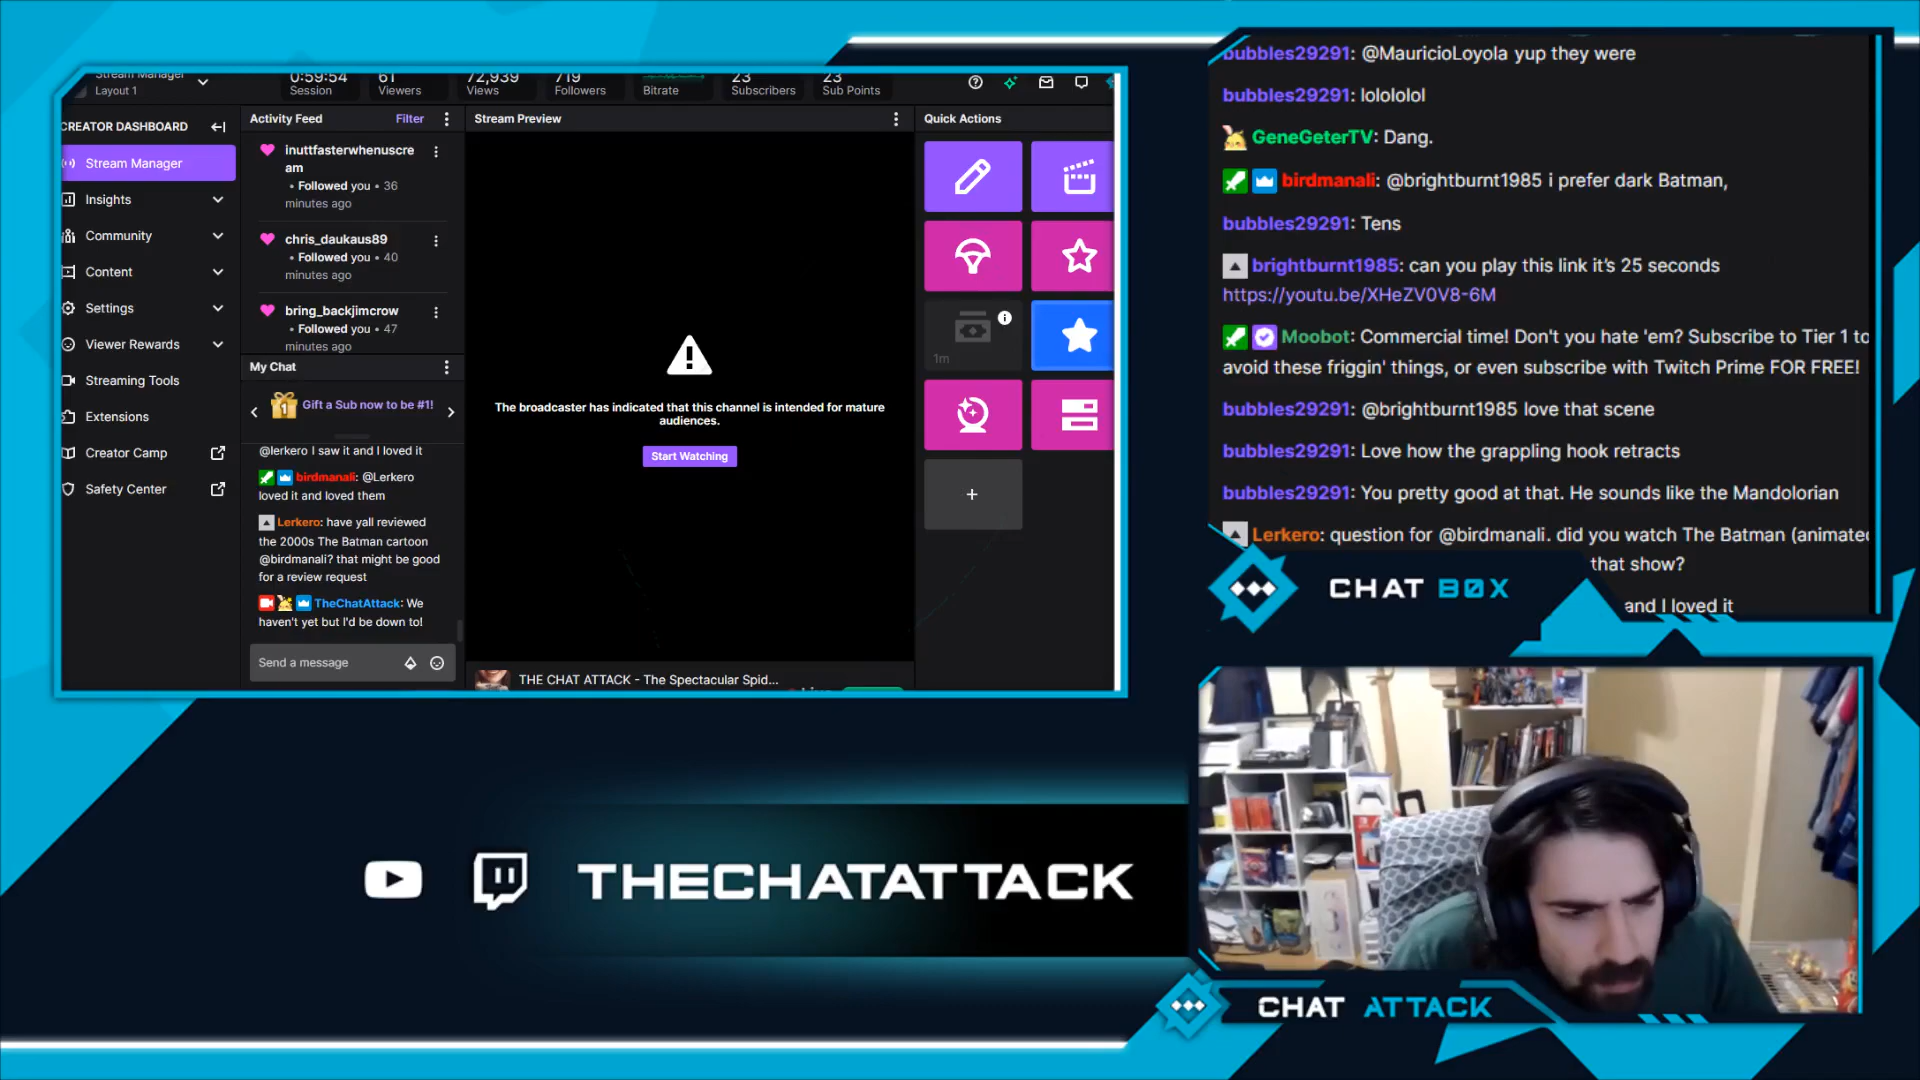 Stream Manager
Layout 1
0:59:54
Session
61
Viewers
72,939
Views
719
Followers
Bitrate
23
Subscribers
23
Sub Points
CREATOR DASHBOARD
Stream Manager
Insights
Community
Content
Settings
Viewer Rewards
Streaming Tools
Extensions
Creator Camp
Safety Center
Activity Feed
Filter
inuttfasterwhenuscre
am
• Followed you • 36
minutes ago
chris_daukaus89
• Followed you • 40
minutes ago
bring_backjimcrow
• Followed you • 47
minutes ago
My Chat
1
Gift a Sub now to be #1!
@lerkero I saw it and I loved it
birdmanali: @Lerkero
loved it and loved them
Lerkero: have yall reviewed
the 2000s The Batman cartoon
@birdmanali? that might be good
for a review request
TheChatAttack: We
haven't yet but I'd be down to!
Send a message
Stream Preview
The broadcaster has indicated that this channel is intended for mature
audiences.
Start Watching
THE CHAT ATTACK - The Spectacular Spid...
Quick Actions
1m
bubbles29291: @MauricioLoyola yup they were
bubbles29291: lolololol
GeneGeterTV: Dang.
birdmanali: @brightburnt1985 i prefer dark Batman,
bubbles29291: Tens
brightburnt1985: can you play this link it's 25 seconds
https://youtu.be/XHeZV0V8-6M
Moobot: Commercial time! Don't you hate 'em? Subscribe to Tier 1 to
avoid these friggin' things, or even subscribe with Twitch Prime FOR FREE!
bubbles29291: @brightburnt1985 love that scene
bubbles29291: Love how the grappling hook retracts
bubbles29291: You pretty good at that. He sounds like the Mandolorian
Lerkero: question for @birdmanali. did you watch The Batman (animated
that show?
and I loved it
CHAT B0X
THECHATATTACK
CHAT ATTACK